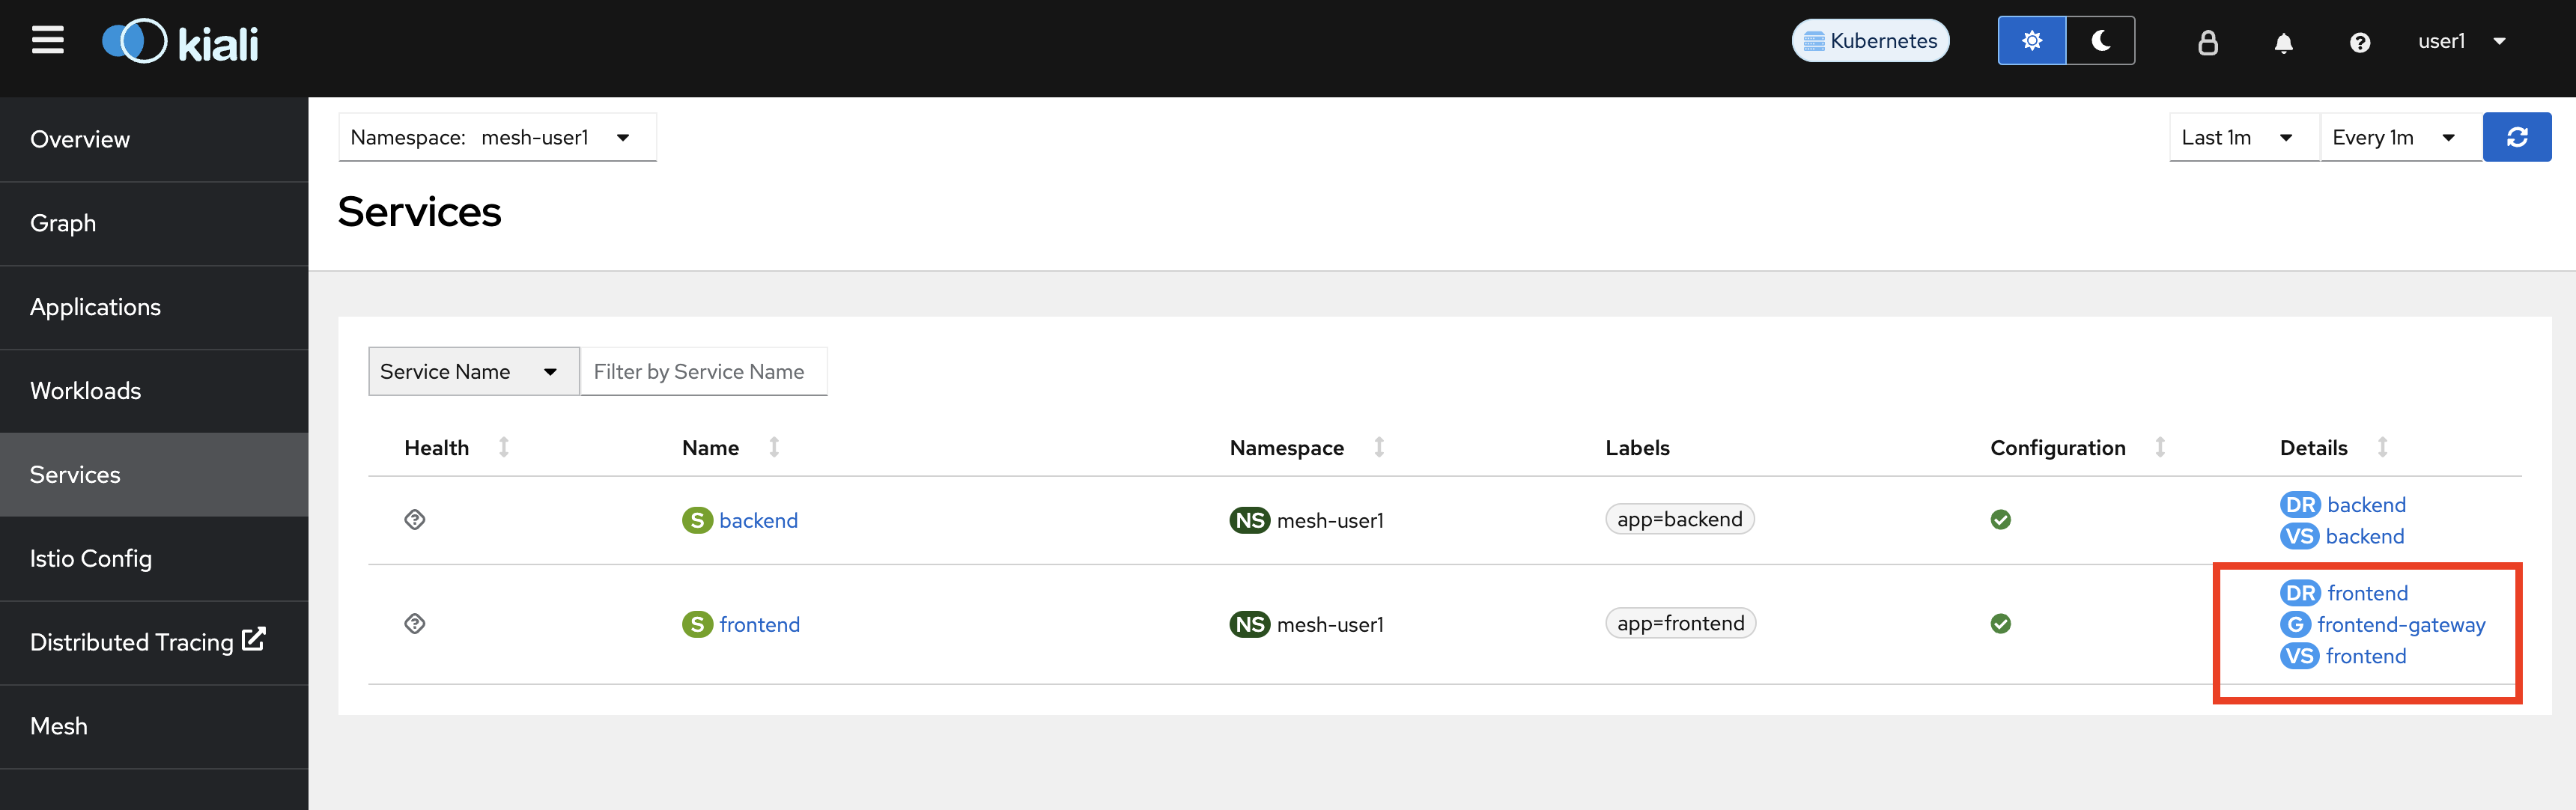 kiali
Kubernetes
user1
Overview
Graph
Applications
Workloads
Services
Istio Config
Distributed Tracing
Mesh
Namespace: mesh-user1
Last 1m
Every 1m
Services
Service Name
Filter by Service Name
Health Name Namespace Labels Configuration Details
S backend NS mesh-user1 app=backend
DR backend
VS backend
S frontend NS mesh-user1 app=frontend
DR frontend
G frontend-gateway
VS frontend